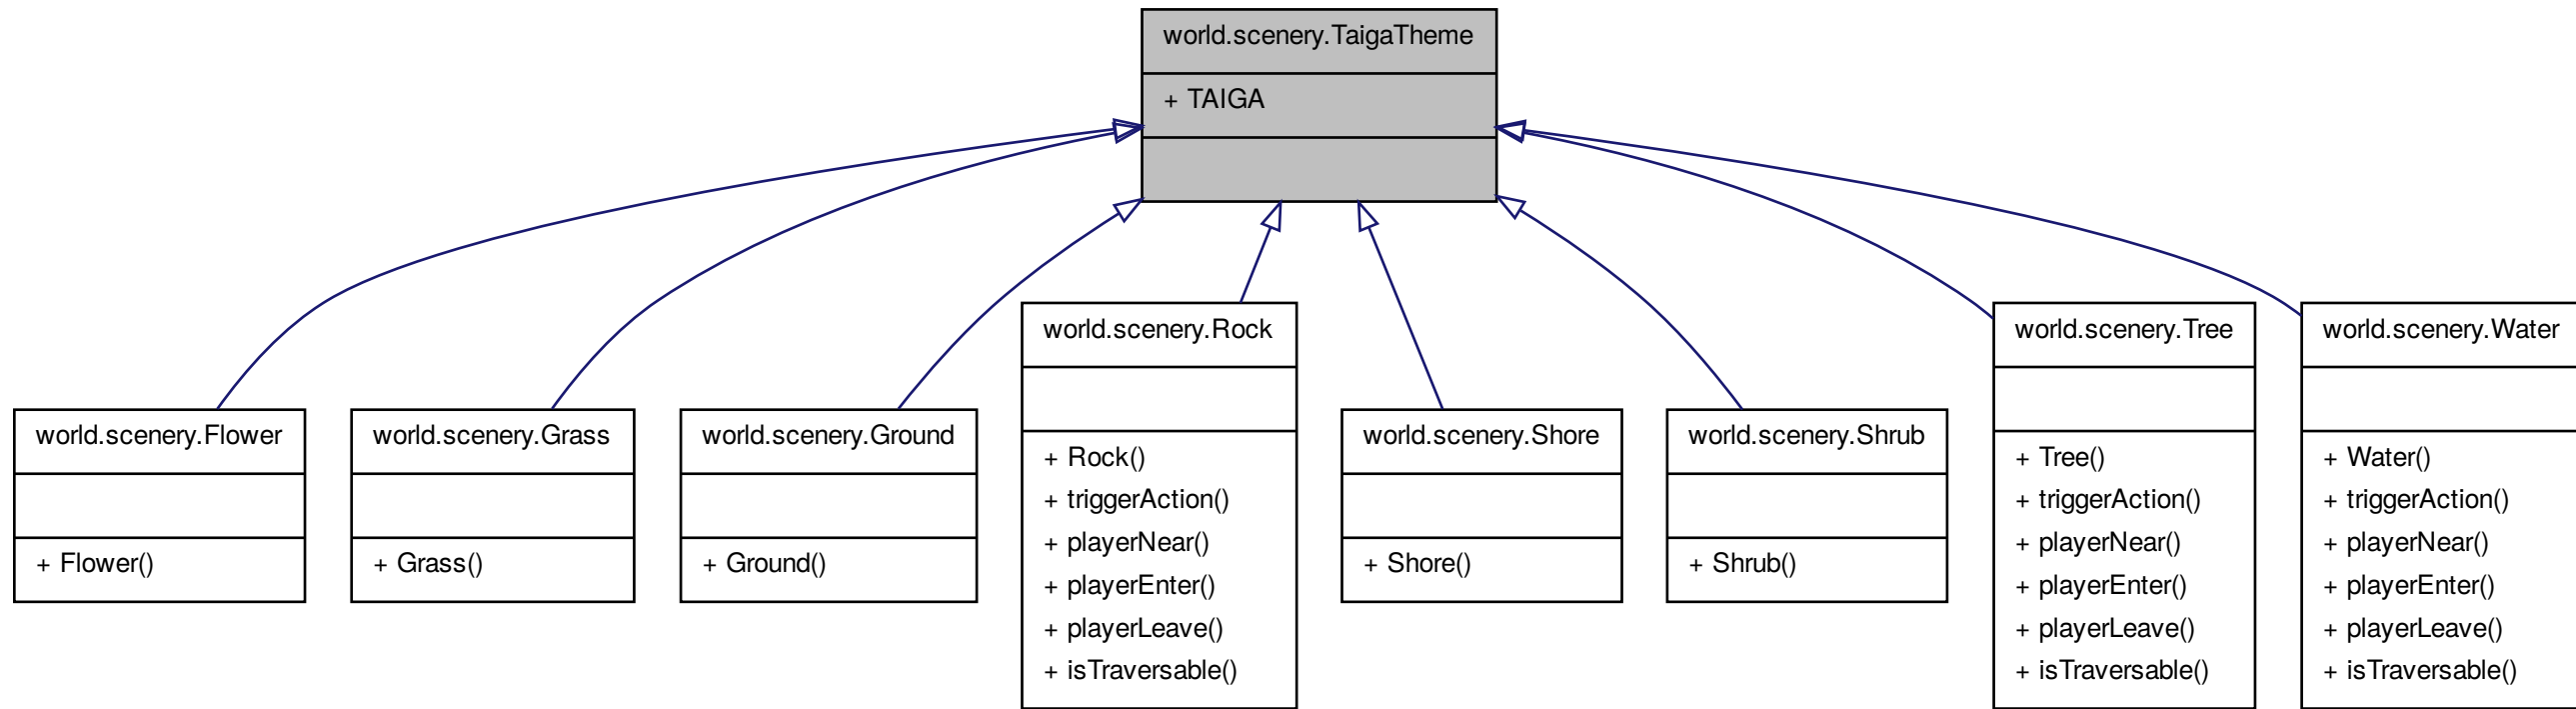 world.scenery.TaigaTheme
+ TAIGA
world.scenery.Flower
+ Flower()
world.scenery.Grass
+ Grass()
world.scenery.Ground
+ Ground()
world.scenery.Rock
+ Rock()
+ triggerAction()
+ playerNear()
+ playerEnter()
+ playerLeave()
+ isTraversable()
world.scenery.Shore
+ Shore()
world.scenery.Shrub
+ Shrub()
world.scenery.Tree
+ Tree()
+ triggerAction()
+ playerNear()
+ playerEnter()
+ playerLeave()
+ isTraversable()
world.scenery.Water
+ Water()
+ triggerAction()
+ playerNear()
+ playerEnter()
+ playerLeave()
+ isTraversable()